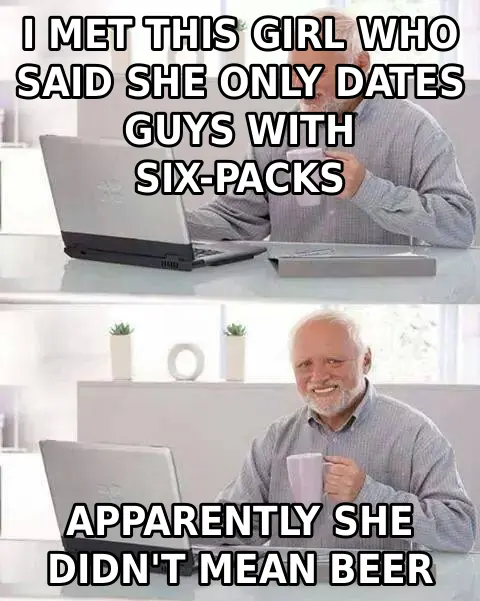 I MET THIS GIRL WHO
SAID SHE ONLY DATES
GUYS WITH
SIX-PACKS
APPARENTLY SHE
DIDN'T MEAN BEER